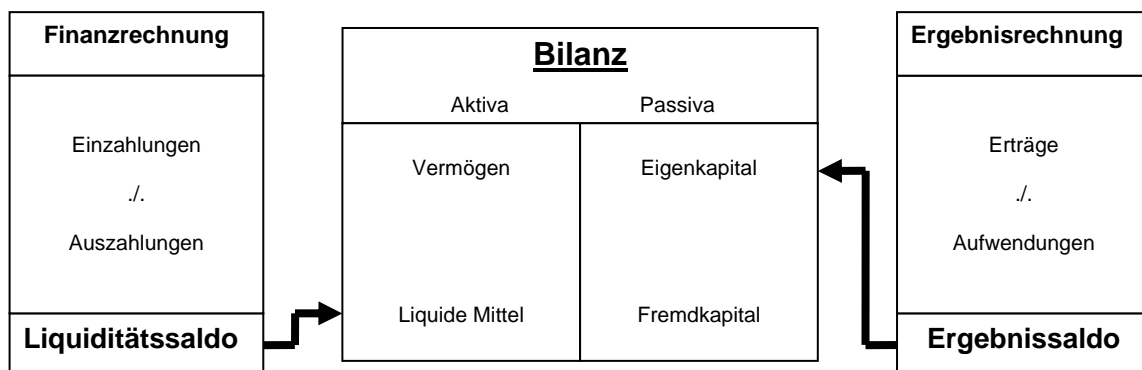 Finanzrechnung
Einzahlungen
./.
Auszahlungen
Liquiditätssaldo
Bilanz
Aktiva Passiva
Vermögen Eigenkapital
Liquide Mittel Fremdkapital
Ergebnisrechnung
Erträge
./.
Aufwendungen
Ergebnissaldo